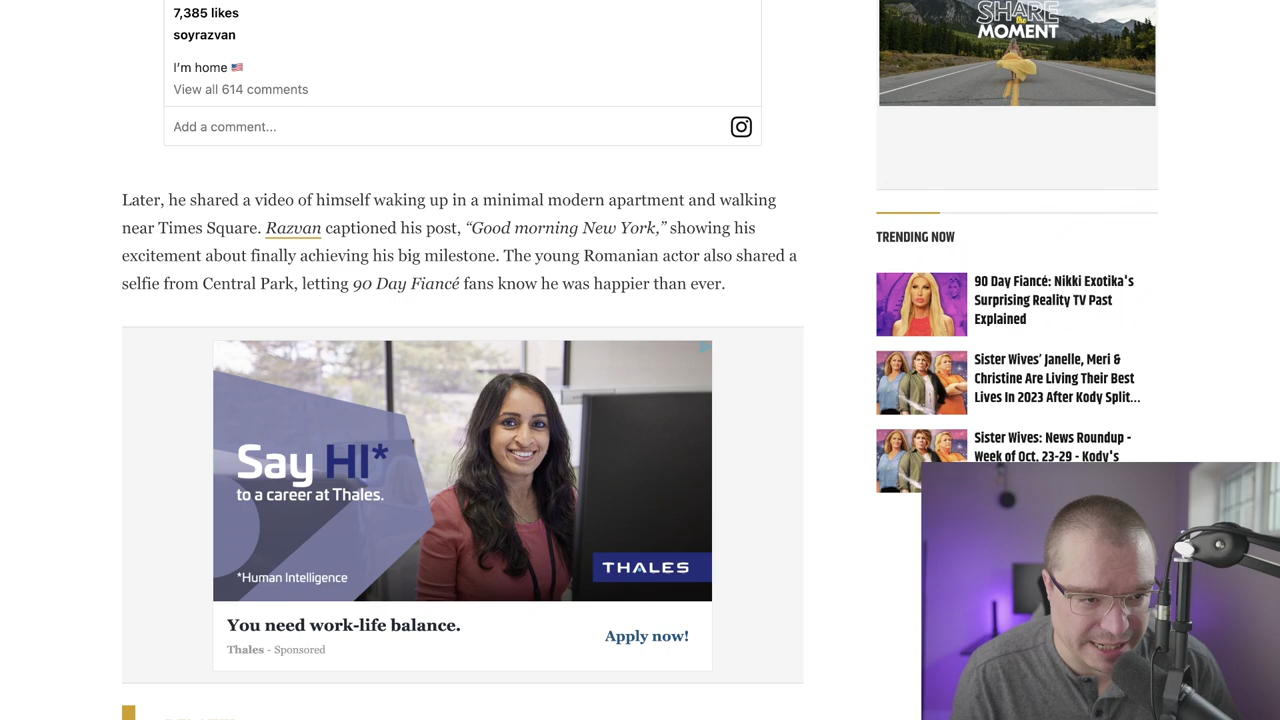 7,385 likes
soyrazvan
I'm home 🇺🇸
View all 614 comments
Add a comment...
Later, he shared a video of himself waking up in a minimal modern apartment and walking
near Times Square. Razvan captioned his post, “Good morning New York,” showing his
excitement about finally achieving his big milestone. The young Romanian actor also shared a
selfie from Central Park, letting 90 Day Fiancé fans know he was happier than ever.
Say HI*
to a career at Thales.
*Human Intelligence
THALES
You need work-life balance.
Thales - Sponsored
Apply now!
SHARE
the
MOMENT
TRENDING NOW
90 Day Fiancé: Nikki Exotika's
Surprising Reality TV Past
Explained
Sister Wives’ Janelle, Meri &
Christine Are Living Their Best
Lives In 2023 After Kody Split...
Sister Wives: News Roundup -
Week of Oct. 23-29 - Kody's